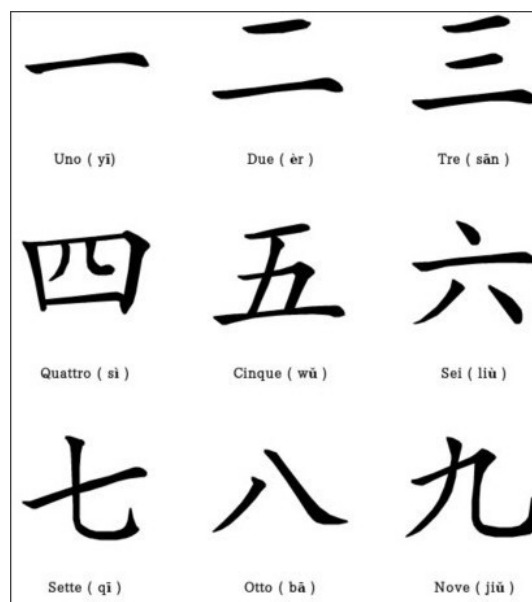 一 二 三
Uno ( yī) Due ( èr ) Tre ( sān )
四 五 六
Quattro ( sì ) Cinque ( wǔ ) Sei ( liù )
七 八 九
Sette ( qī ) Otto ( bā ) Nove ( jiǔ )